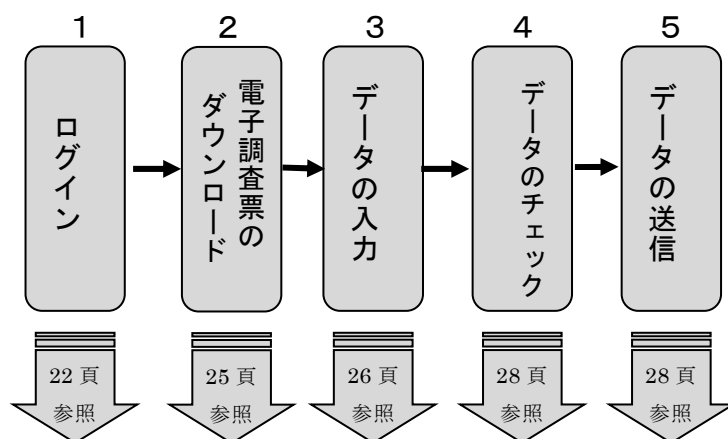 1
2
3
4
5
ログイン
電子調査票の
ダウンロード
データの入力
データのチェック
データの送信
22 頁
参照
25 頁
参照
26 頁
参照
28 頁
参照
28 頁
参照